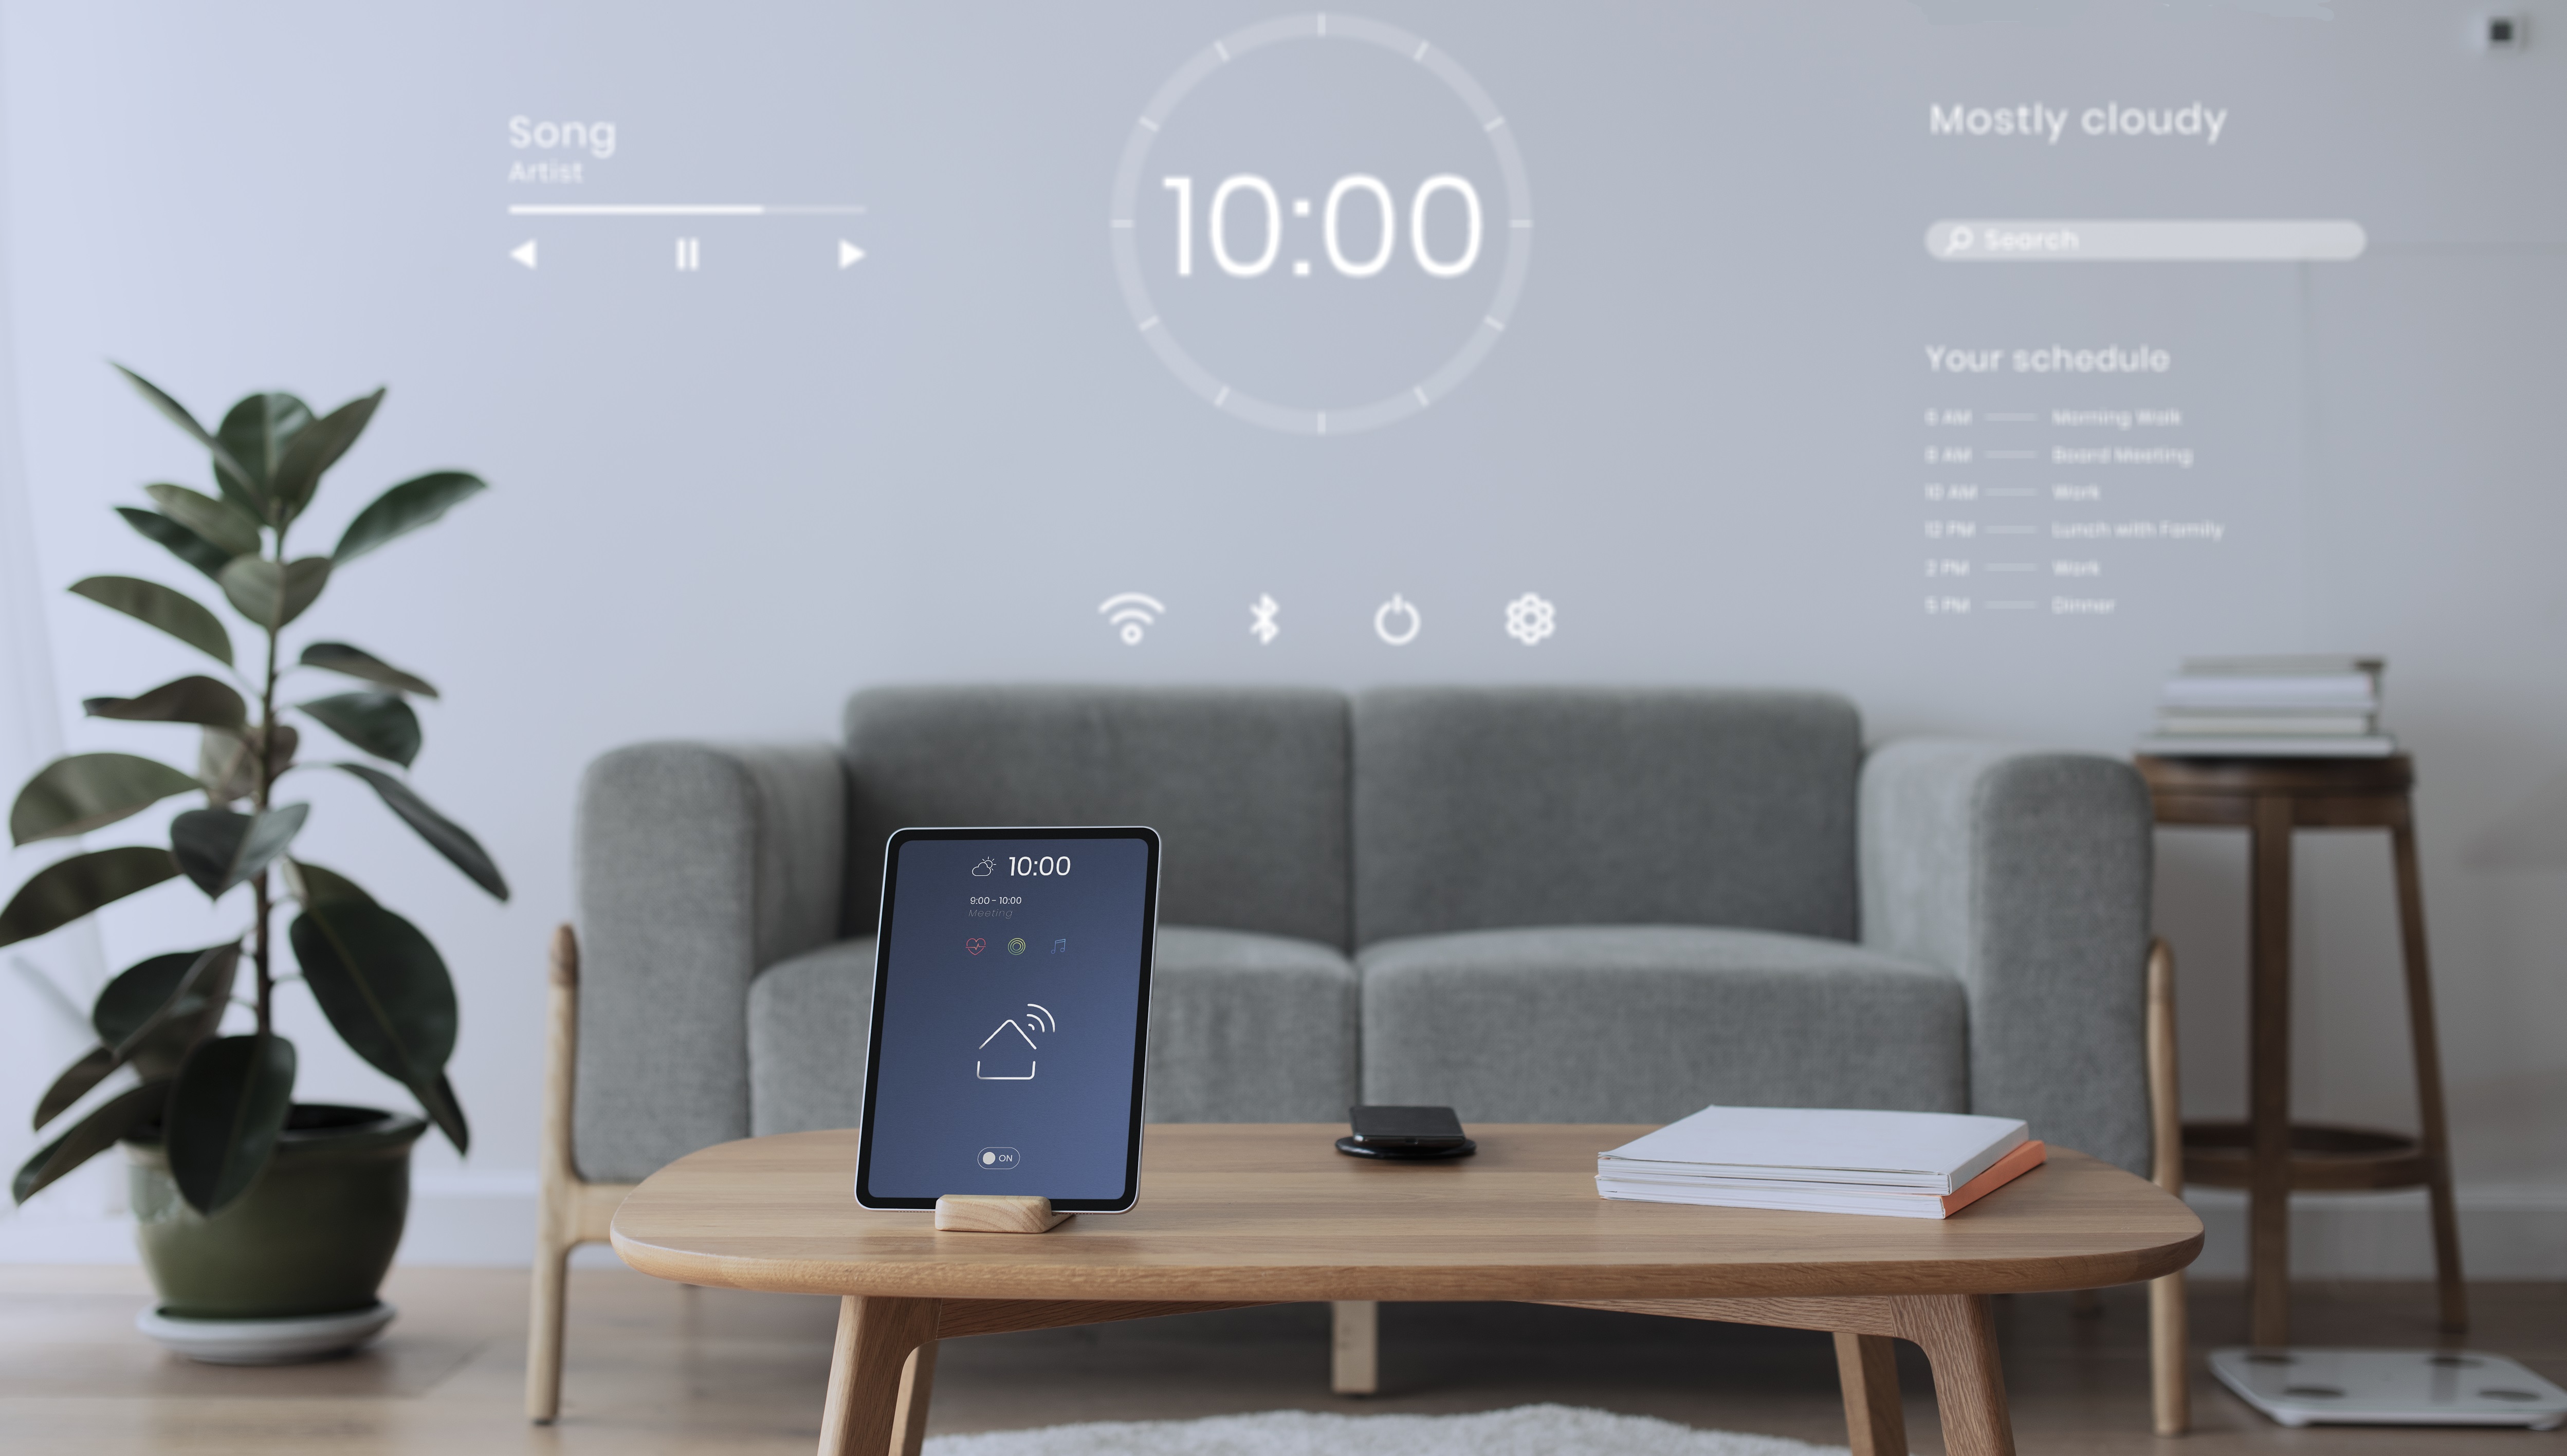 Song
Artist
10:00
Mostly cloudy
Search
Your schedule
6 AM Morning Walk
8 AM Board Meeting
10 AM Work
12 PM Lunch with Family
2 PM Work
5 PM Dinner
10:00
9:00 - 10:00
Meeting
ON